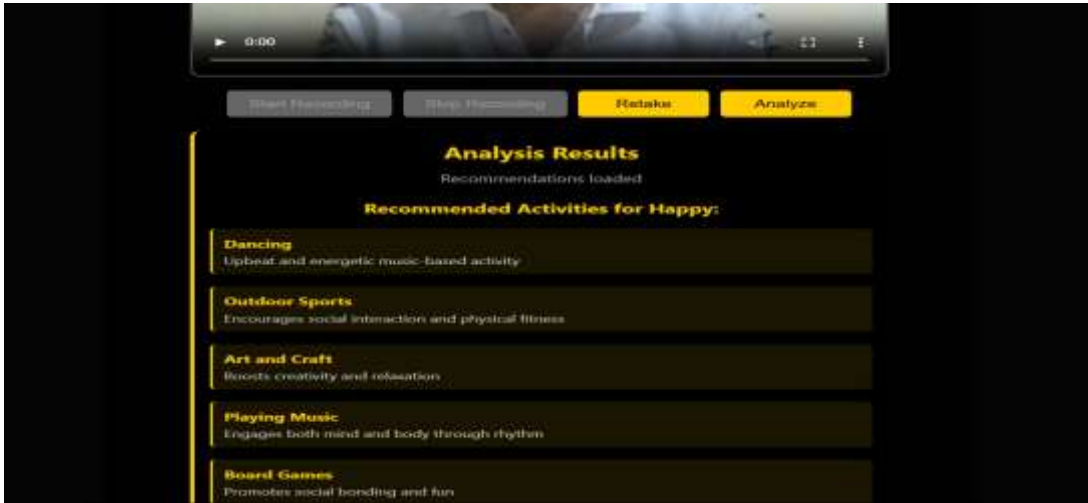 0:00
Start Recording Stop Recording Retake Analyze
Analysis Results
Recommendations loaded
Recommended Activities for Happy:
Dancing
Upbeat and energetic music-based activity
Outdoor Sports
Encourages social interaction and physical fitness
Art and Craft
Boosts creativity and relaxation
Playing Music
Engages both mind and body through rhythm
Board Games
Promotes social bonding and fun